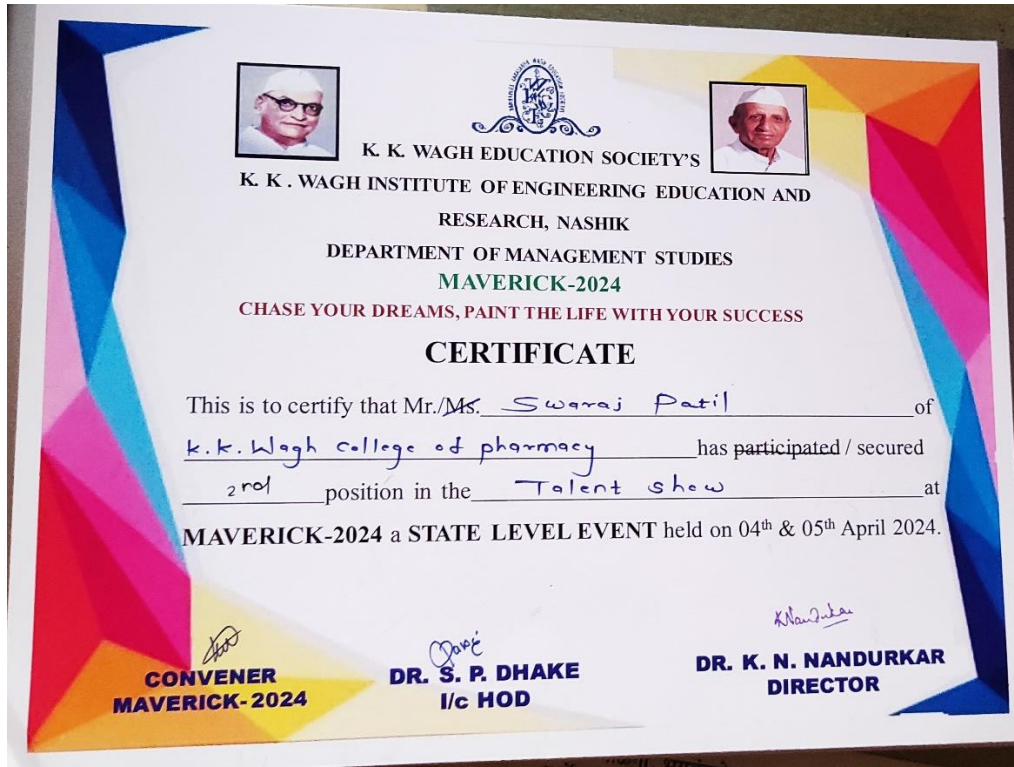 K. K. WAGH EDUCATION SOCIETY'S
K. K . WAGH INSTITUTE OF ENGINEERING EDUCATION AND
RESEARCH, NASHIK
DEPARTMENT OF MANAGEMENT STUDIES
MAVERICK-2024
CHASE YOUR DREAMS, PAINT THE LIFE WITH YOUR SUCCESS
CERTIFICATE
This is to certify that Mr./Ms. Swaraj Patil of
K.K. Wagh college of pharmacy has participated / secured
2nd position in the Talent show at
MAVERICK-2024 a STATE LEVEL EVENT held on 04th & 05th April 2024.
KNandurkar
CONVENER
MAVERICK-2024
DR. S. P. DHAKE
I/c HOD
DR. K. N. NANDURKAR
DIRECTOR